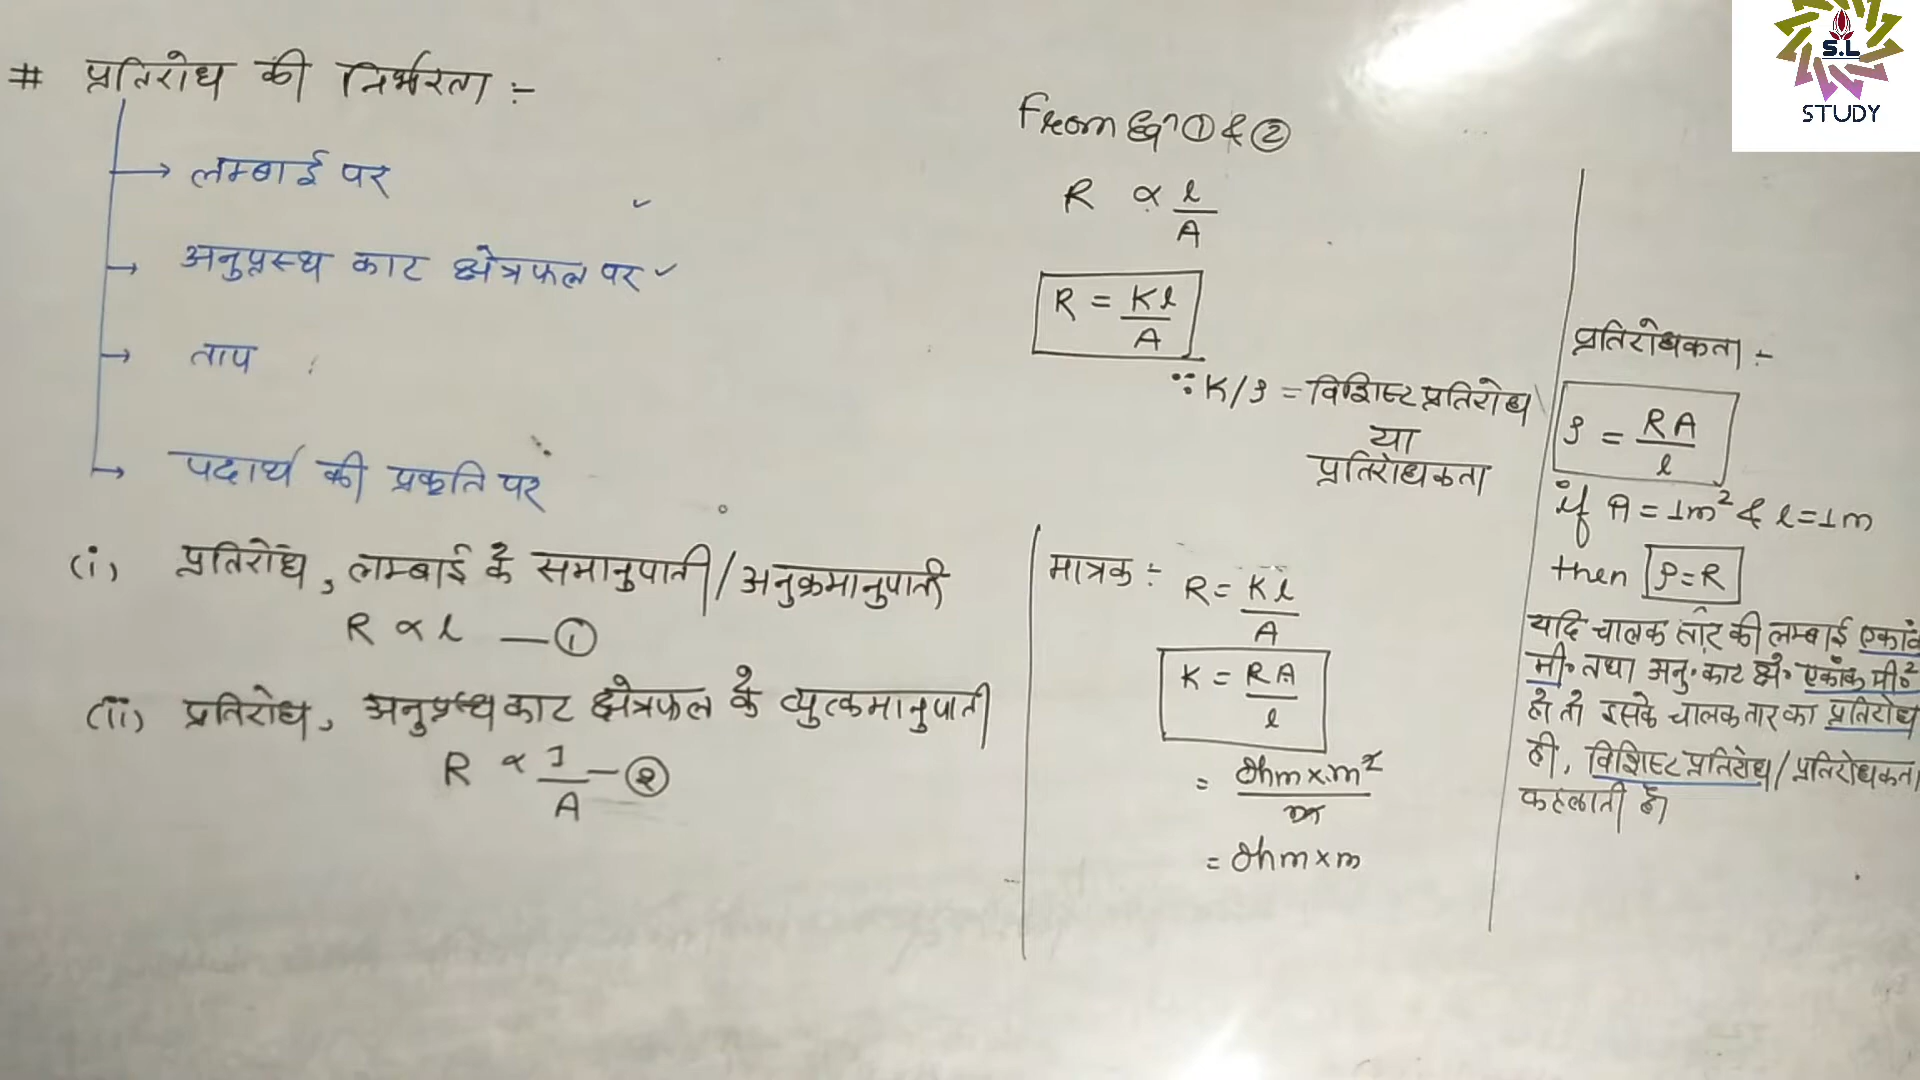 # प्रतिरोध की निर्भरता :-
→ लम्बाई पर ✓
→ अनुप्रस्थ काट क्षेत्रफल पर ✓
→ ताप
→ पदार्थ की प्रकृति पर
(i) प्रतिरोध, लम्बाई के समानुपाती/अनुक्रमानुपाती
R ∝ l — ①
(ii) प्रतिरोध, अनुप्रस्थ काट क्षेत्रफल के व्युत्क्रमानुपाती
R ∝ 1/A — ②
From Eqn ① & ②
R ∝ l/A
R = Kl/A
∵ K/ρ = विशिष्ट प्रतिरोध
या
प्रतिरोधकता
मात्रक :-
R = Kl/A
K = RA/l
= ohm×m²/m
= ohm×m
प्रतिरोधकता :-
ρ = RA/l
if A = 1m² & l = 1m
then ρ = R
यदि चालक तार की लम्बाई एकांक
मी॰ तथा अनु॰ काट क्षे॰ एकांक मी॰²
हो तो इसके चालक तार का प्रतिरोध
ही, विशिष्ट प्रतिरोध/प्रतिरोधकता
कहलाती है।
S.L
STUDY